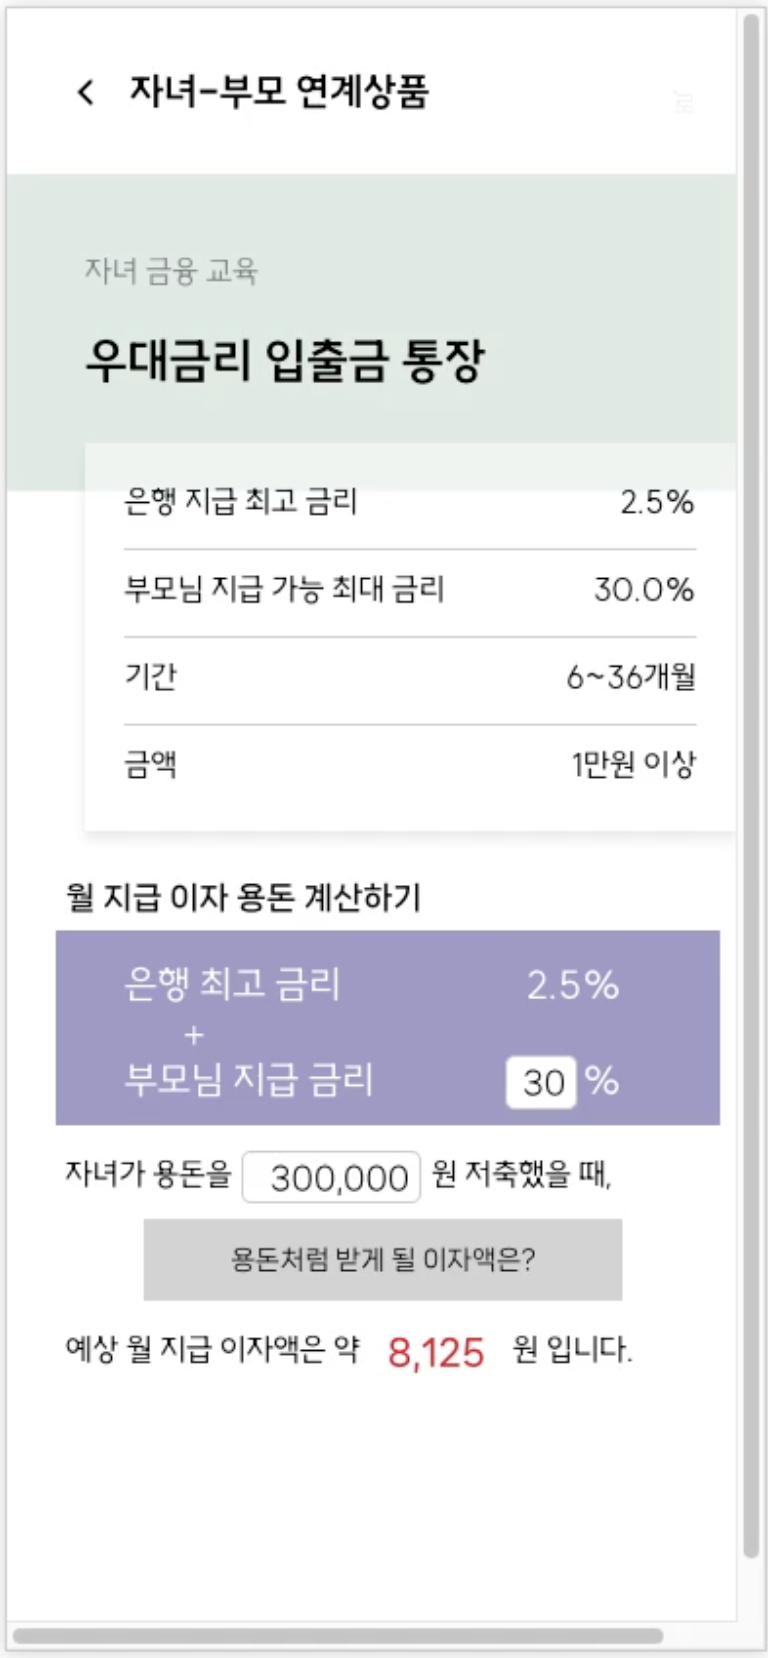 자녀-부모 연계상품
자녀 금융 교육
우대금리 입출금 통장
은행 지급 최고 금리 2.5%
부모님 지급 가능 최대 금리 30.0%
기간 6~36개월
금액 1만원 이상
월 지급 이자 용돈 계산하기
은행 최고 금리 2.5%
+
부모님 지급 금리 30 %
자녀가 용돈을 300,000 원 저축했을 때,
용돈처럼 받게 될 이자액은?
예상 월 지급 이자액은 약 8,125 원 입니다.